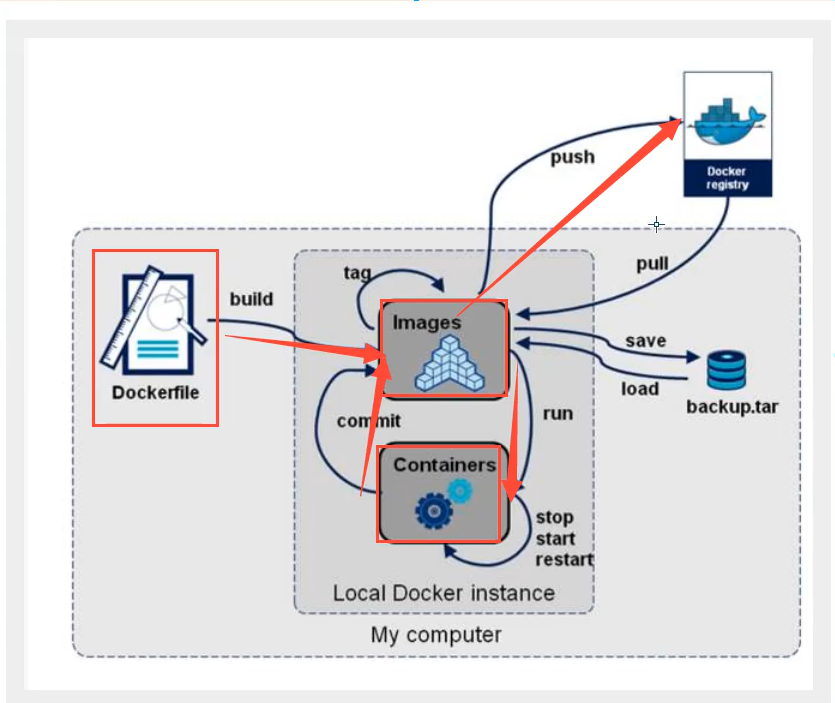 Docker
registry
push
pull
tag
build
Images
save
load
Dockerfile
backup.tar
commit
run
Containers
stop
start
restart
Local Docker instance
My computer